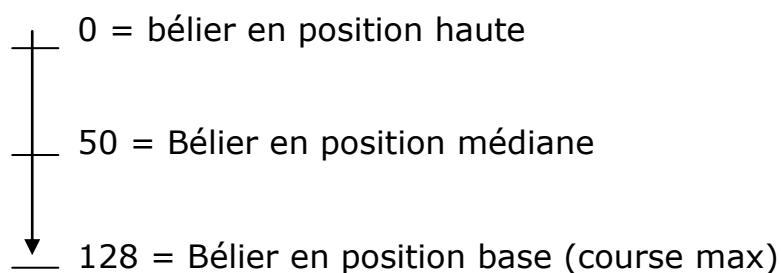 0 = bélier en position haute
50 = Bélier en position médiane
128 = Bélier en position base (course max)